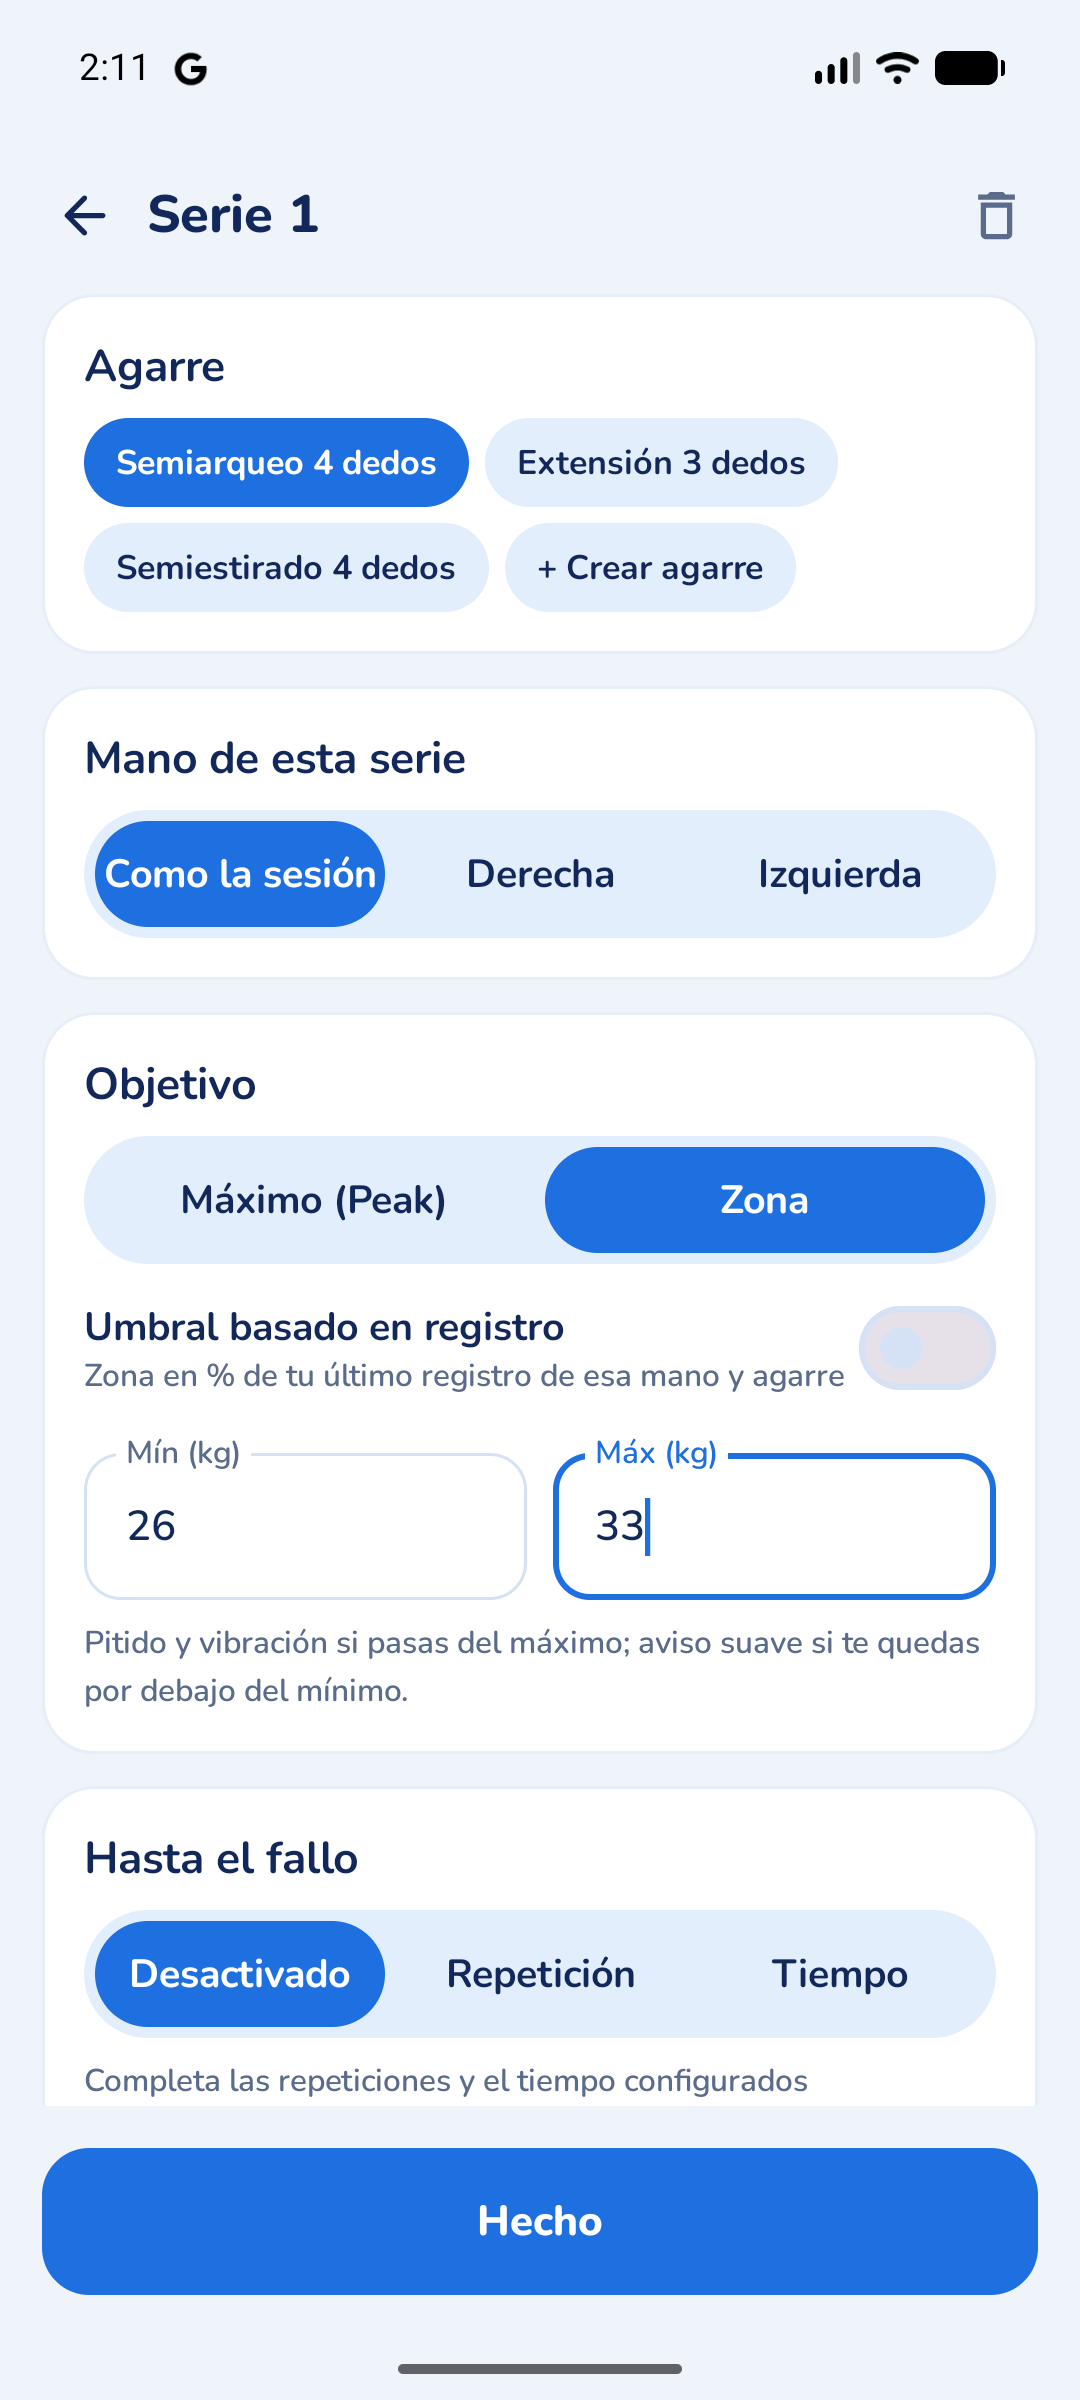 2:11
Serie 1
Agarre
Semiarqueo 4 dedos
Extensión 3 dedos
Semiestirado 4 dedos
+ Crear agarre
Mano de esta serie
Como la sesión
Derecha
Izquierda
Objetivo
Máximo (Peak)
Zona
Umbral basado en registro
Zona en % de tu último registro de esa mano y agarre
Mín (kg)
Máx (kg)
26
33
Pitido y vibración si pasas del máximo; aviso suave si te quedas
por debajo del mínimo.
Hasta el fallo
Desactivado
Repetición
Tiempo
Completa las repeticiones y el tiempo configurados
Hecho